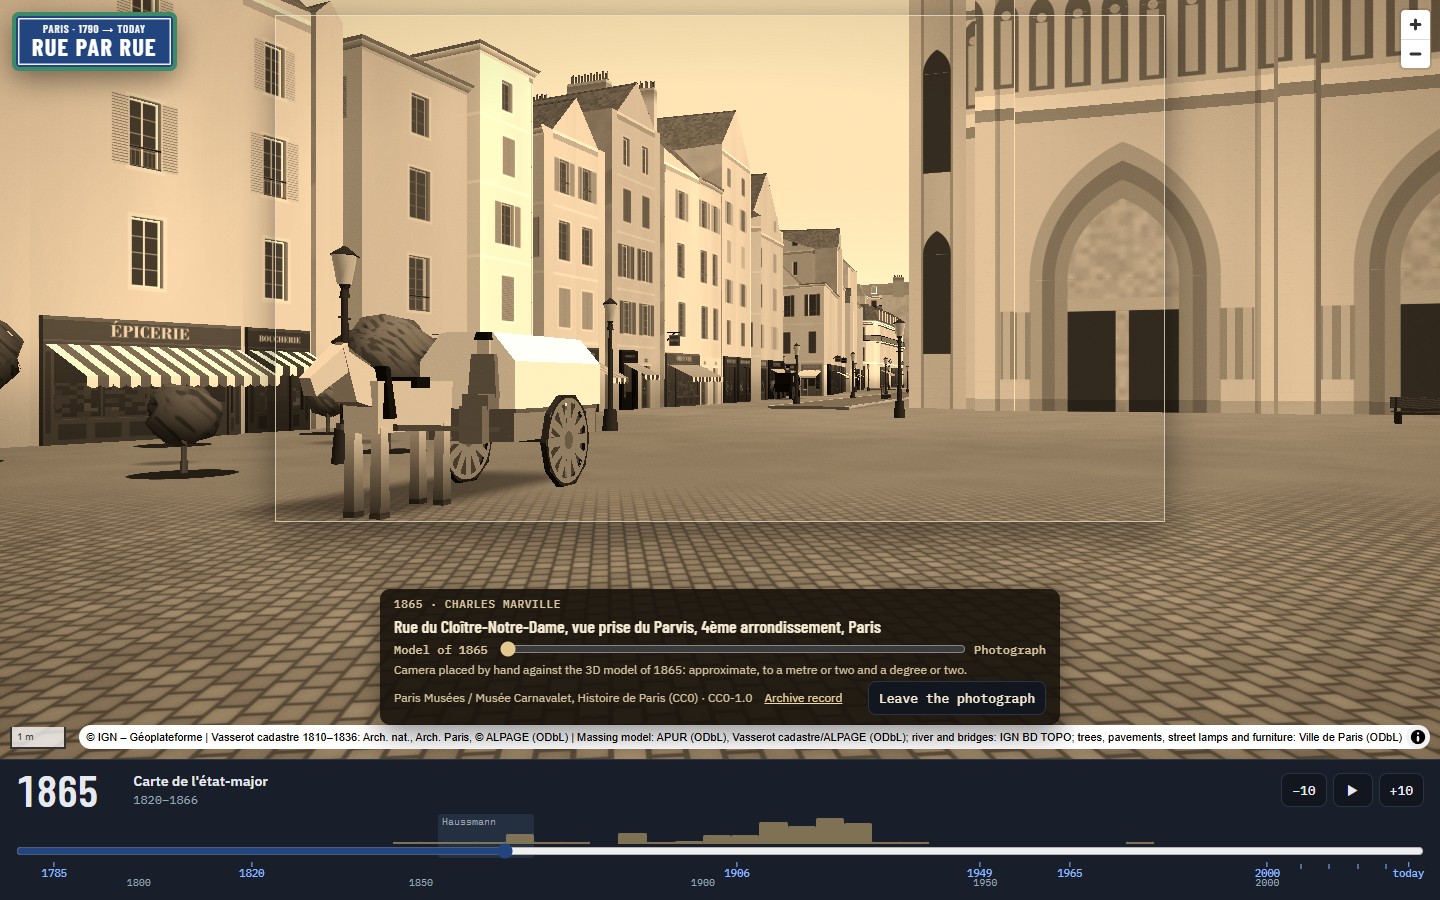 PARIS · 1790 → TODAY
RUE PAR RUE
+
−
ÉPICERIE
BOUCHERIE
1865 · CHARLES MARVILLE
Rue du Cloître-Notre-Dame, vue prise du Parvis, 4ème arrondissement, Paris
Model of 1865 Photograph
Camera placed by hand against the 3D model of 1865: approximate, to a metre or two and a degree or two.
Paris Musées / Musée Carnavalet, Histoire de Paris (CC0) · CC0-1.0 Archive record Leave the photograph
1 m © IGN – Géoplateforme | Vasserot cadastre 1810–1836: Arch. nat., Arch. Paris, © ALPAGE (ODbL) | Massing model: APUR (ODbL), Vasserot cadastre/ALPAGE (ODbL); river and bridges: IGN BD TOPO; trees, pavements, street lamps and furniture: Ville de Paris (ODbL)
1865 Carte de l'état-major
1820–1866
−10 +10
Haussmann
1785 1820 1906 1949 1965 2000 today
1800 1850 1900 1950 2000